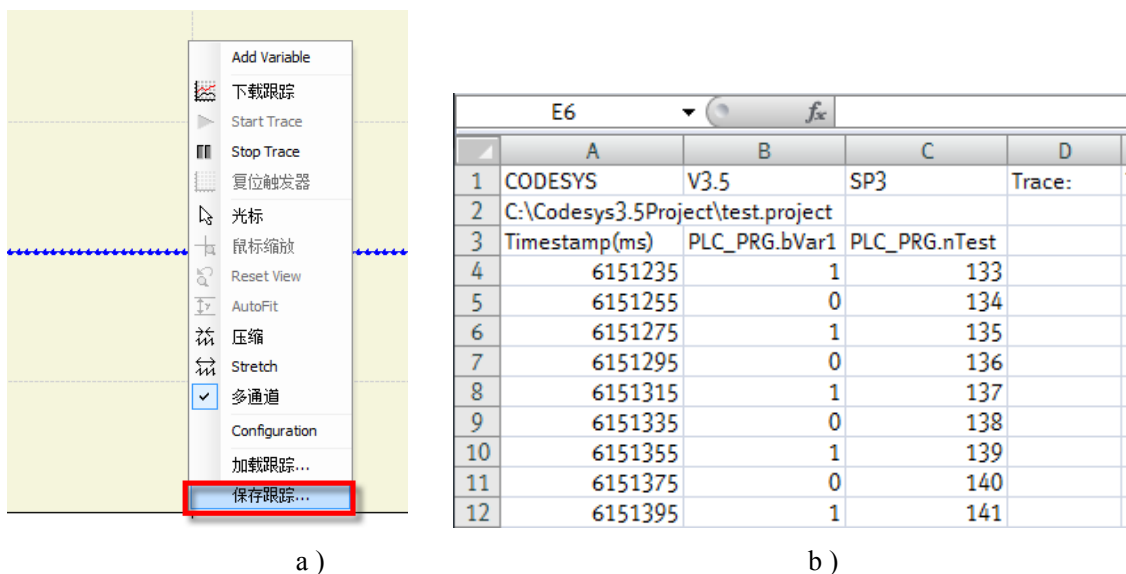 Add Variable
下载跟踪
Start Trace
Stop Trace
复位触发器
光标
鼠标缩放
Reset View
AutoFit
压缩
Stretch
多通道
Configuration
加载跟踪...
保存跟踪...
a )
E6 fx
A B C D
1 CODESYS V3.5 SP3 Trace:
2 C:\Codesys3.5Project\test.project
3 Timestamp(ms) PLC_PRG.bVar1 PLC_PRG.nTest
4 6151235 1 133
5 6151255 0 134
6 6151275 1 135
7 6151295 0 136
8 6151315 1 137
9 6151335 0 138
10 6151355 1 139
11 6151375 0 140
12 6151395 1 141
b )